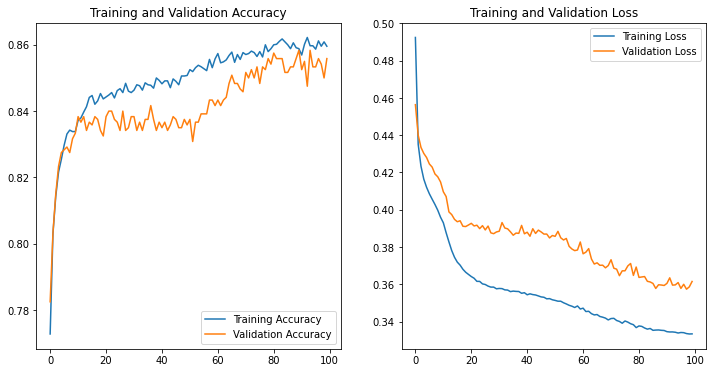 Training and Validation Accuracy
0.86
0.84
0.82
0.80
0.78
0 20 40 60 80 100
Training Accuracy
Validation Accuracy
Training and Validation Loss
0.50
0.48
0.46
0.44
0.42
0.40
0.38
0.36
0.34
0 20 40 60 80 100
Training Loss
Validation Loss